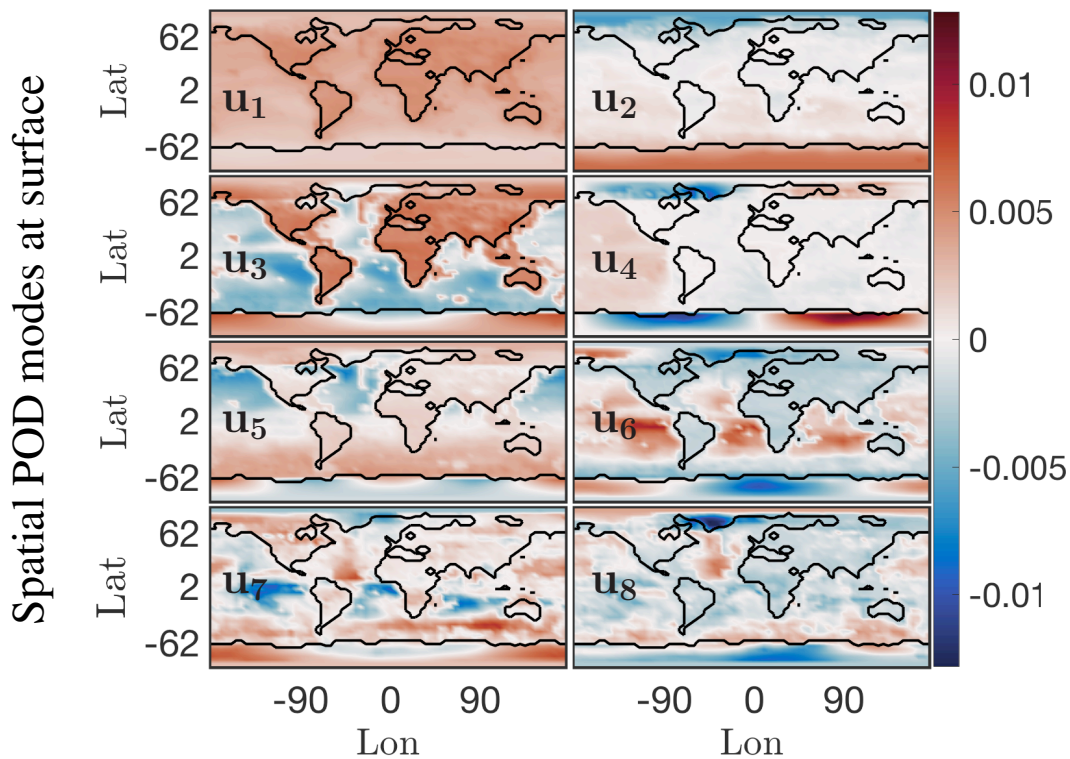 Spatial POD modes at surface
Lat
62
2
-62
u1
u2
Lat
62
2
-62
u3
u4
Lat
62
2
-62
u5
u6
Lat
62
2
-62
u7
u8
-90 0 90
-90 0 90
Lon
Lon
0.01
0.005
0
-0.005
-0.01